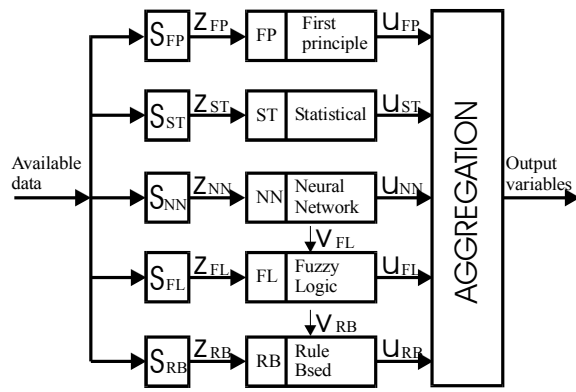 S_FP Z_FP FP First principle u_FP
S_ST Z_ST ST Statistical u_ST
Available data
S_NN Z_NN NN Neural Network u_NN
V_FL
S_FL Z_FL FL Fuzzy Logic u_FL
V_RB
S_RB Z_RB RB Rule Bsed u_RB
AGGREGATION
Output variables